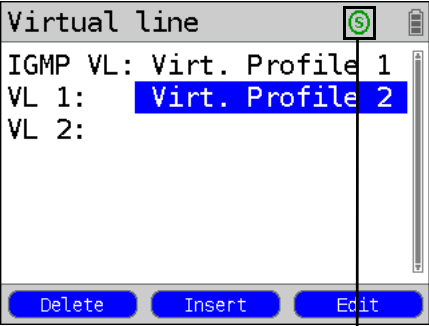 Virtual line S
IGMP VL: Virt. Profile 1
VL 1: Virt. Profile 2
VL 2:
Delete Insert Edit